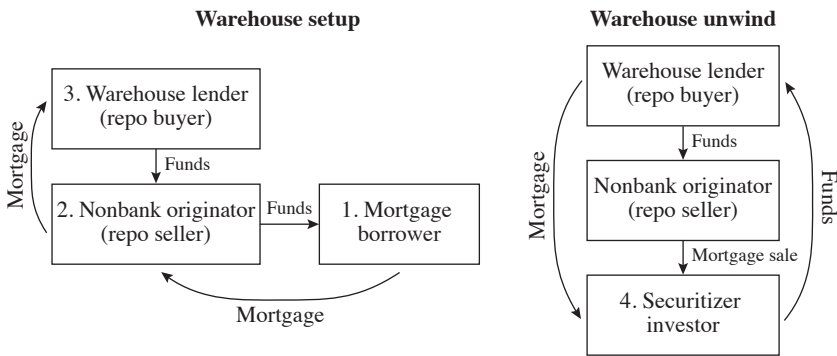 Warehouse setup
3. Warehouse lender
(repo buyer)
Mortgage
Funds
2. Nonbank originator
(repo seller)
Funds
1. Mortgage
borrower
Mortgage
Warehouse unwind
Warehouse lender
(repo buyer)
Funds
Mortgage
Nonbank originator
(repo seller)
Funds
Mortgage sale
4. Securitizer
investor